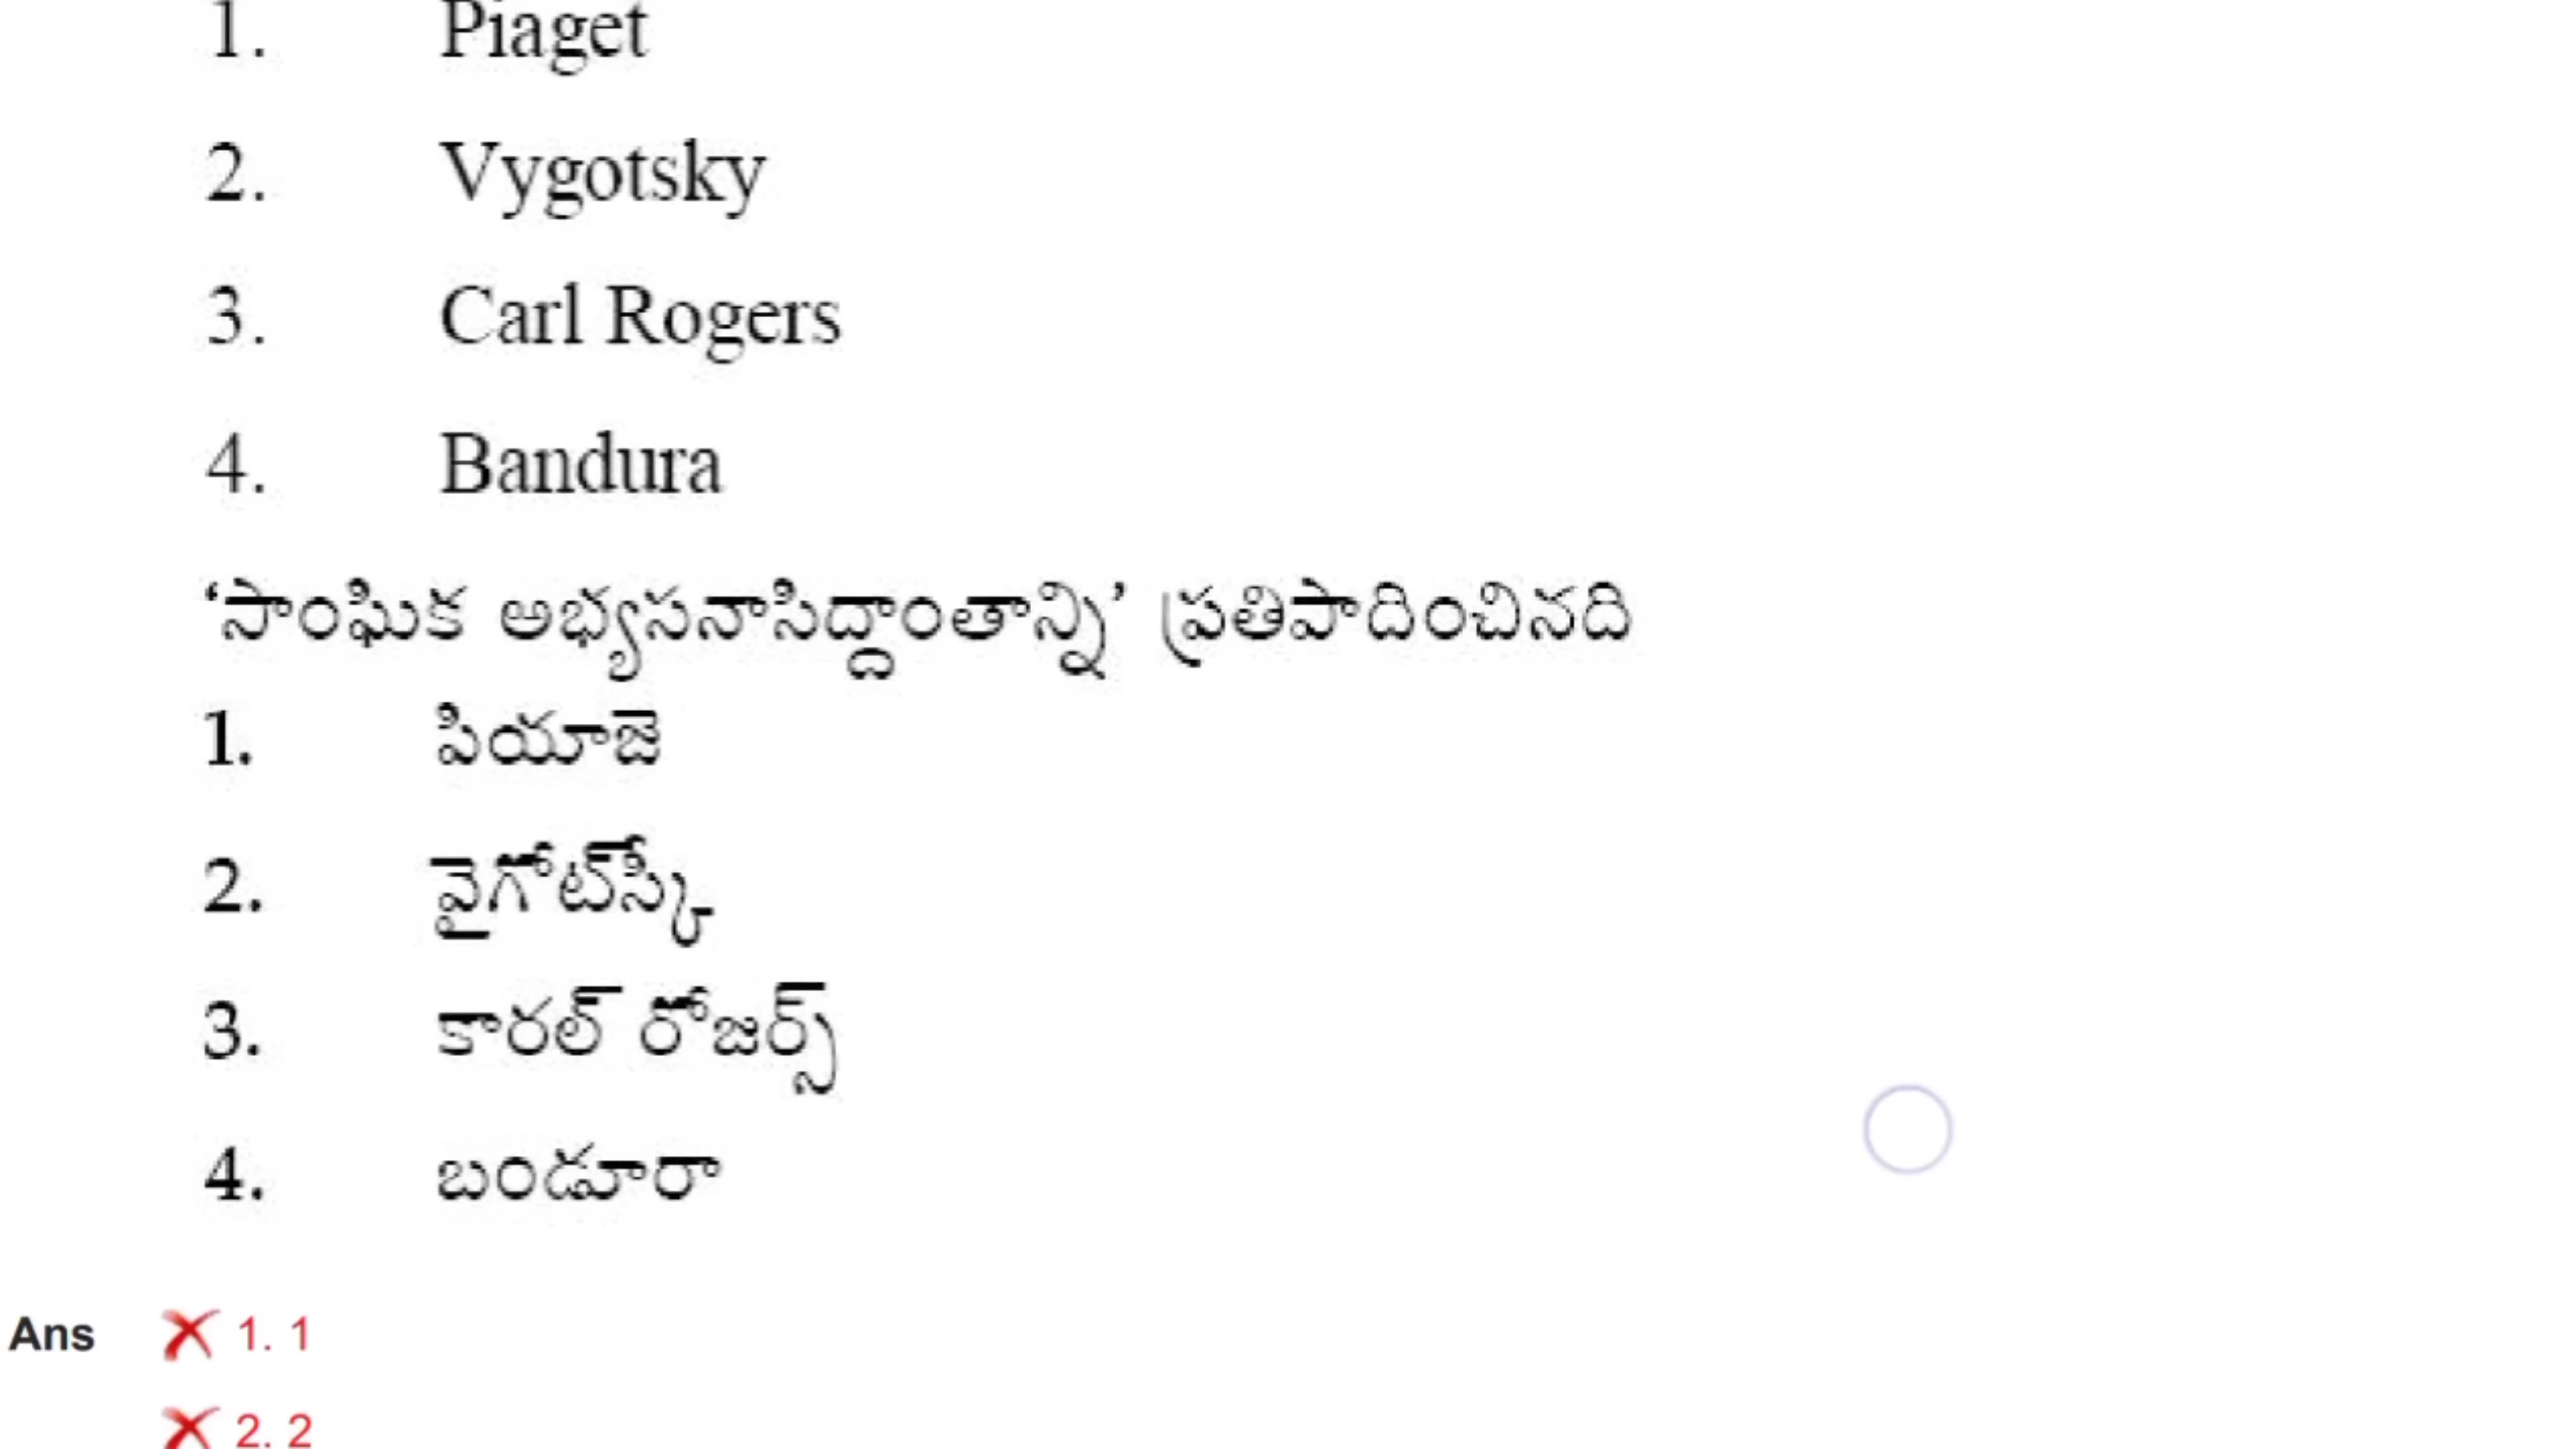 1. Piaget
2. Vygotsky
3. Carl Rogers
4. Bandura
‘సాంఘిక అభ్యసనాసిద్దాంతాన్ని’ ప్రతిపాదించినది
1. పియాజె
2. వైగోట్‌స్కీ
3. కారల్ రోజర్స్
4. బండూరా
Ans ✗ 1. 1
✗ 2. 2